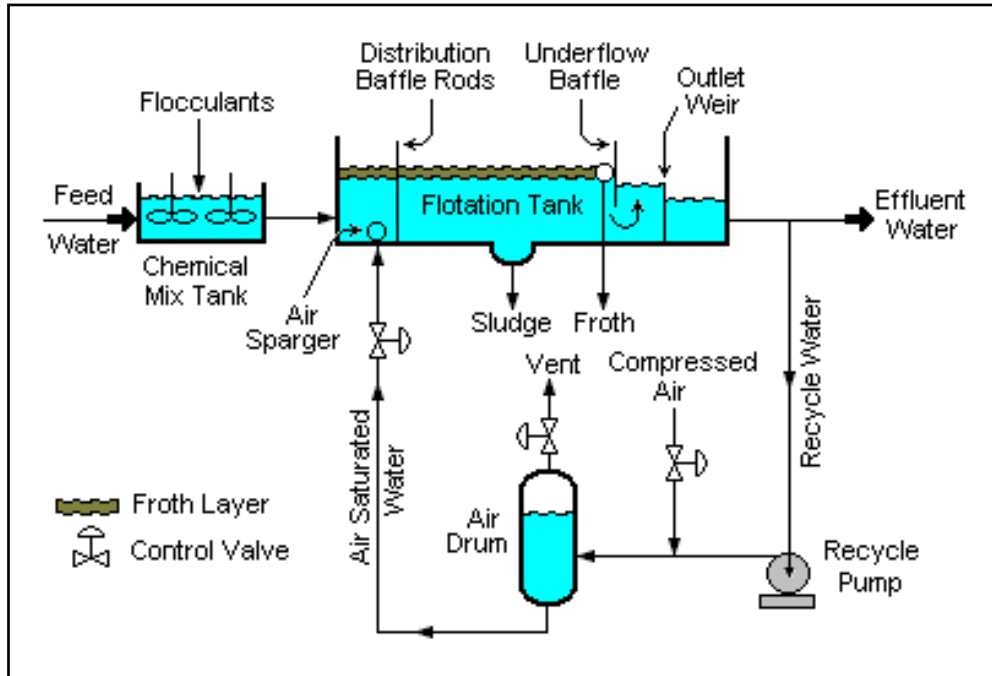 Distribution
Baffle Rods
Underflow
Baffle
Outlet
Weir
Flocculants
Feed
Water
Flotation Tank
Effluent
Water
Chemical
Mix Tank
Air
Sparger
Sludge
Froth
Vent
Compressed
Air
Recycle Water
Air Saturated
Water
Froth Layer
Control Valve
Air
Drum
Recycle
Pump